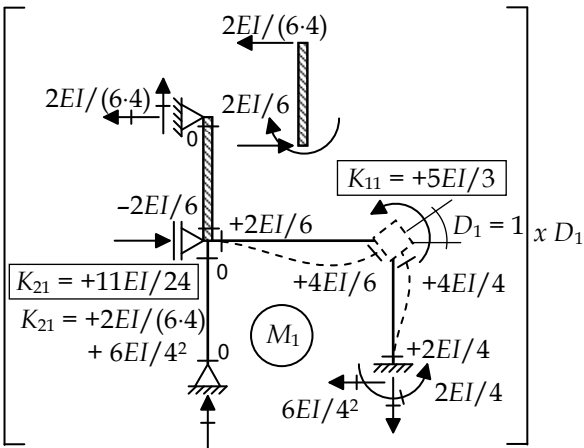 2EI/(6·4)
2EI/(6·4)
2EI/6
0
K₁₁ = +5EI/3
–2EI/6
+2EI/6
D₁ = 1
x D₁
K₂₁ = +11EI/24
0
+4EI/6
+4EI/4
K₂₁ = +2EI/(6·4)
+ 6EI/4²
M₁
0
+2EI/4
6EI/4²
2EI/4